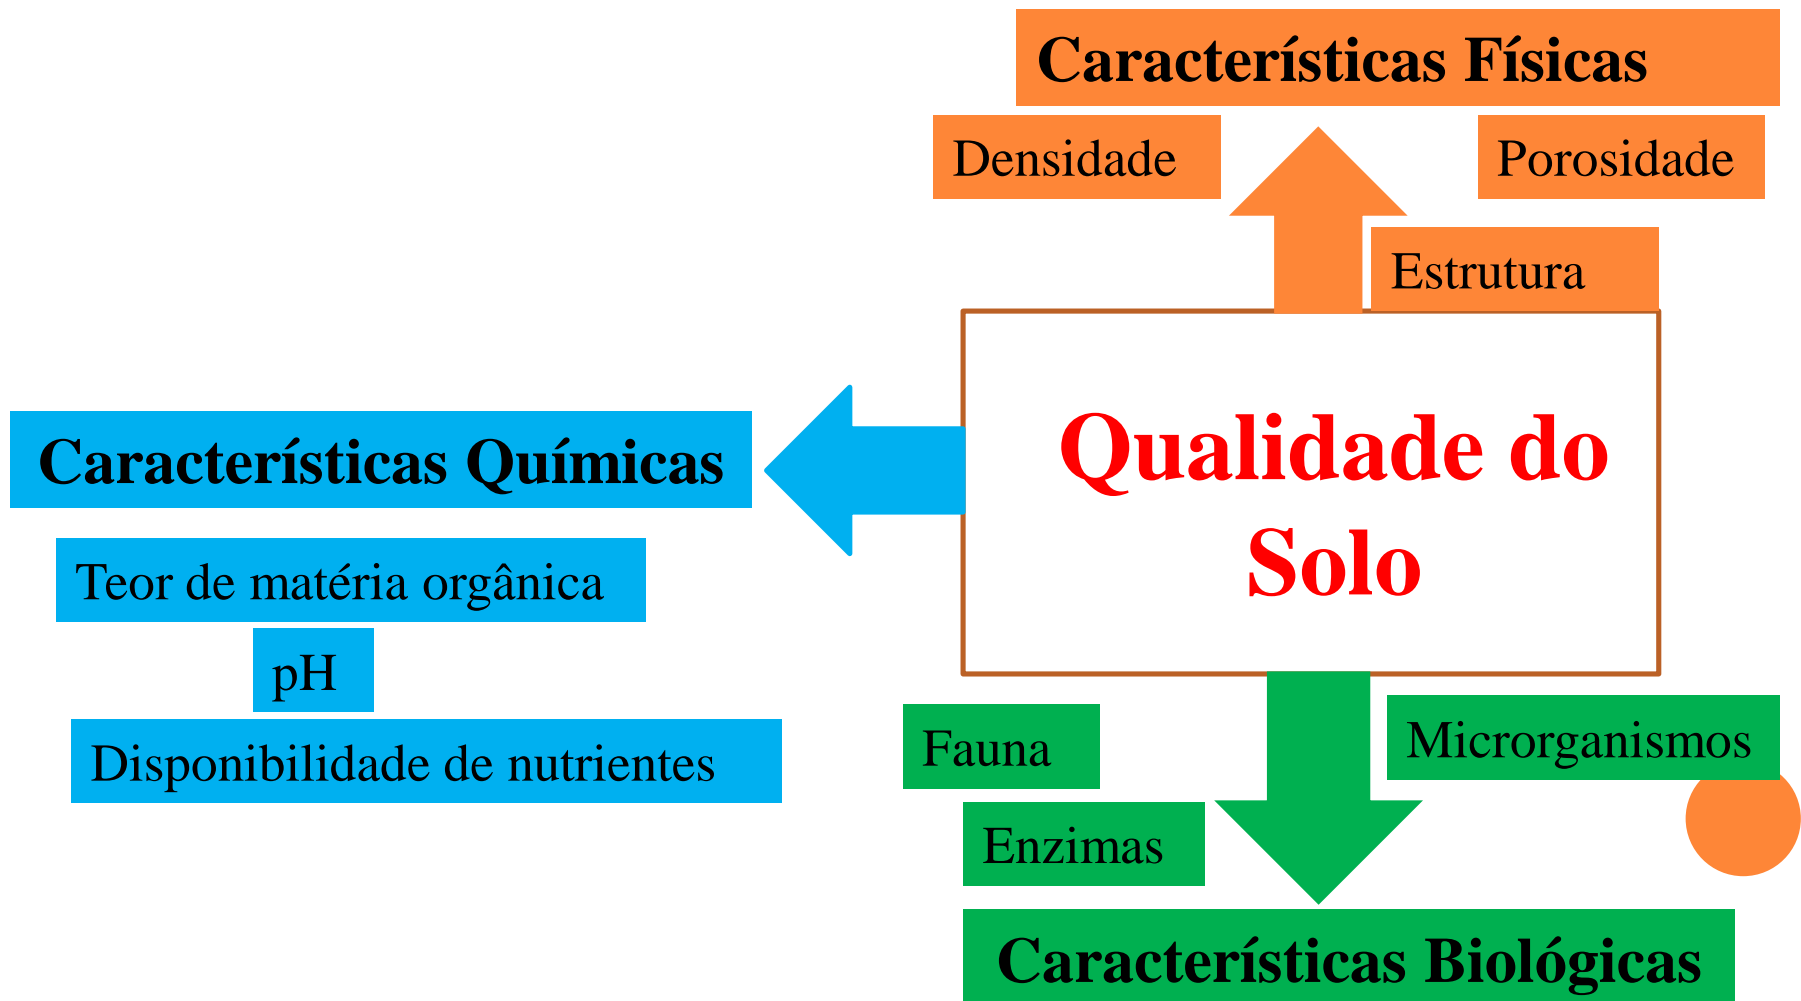 Características Físicas
Densidade
Porosidade
Estrutura
Qualidade do
Solo
Características Químicas
Teor de matéria orgânica
pH
Disponibilidade de nutrientes
Fauna
Microrganismos
Enzimas
Características Biológicas